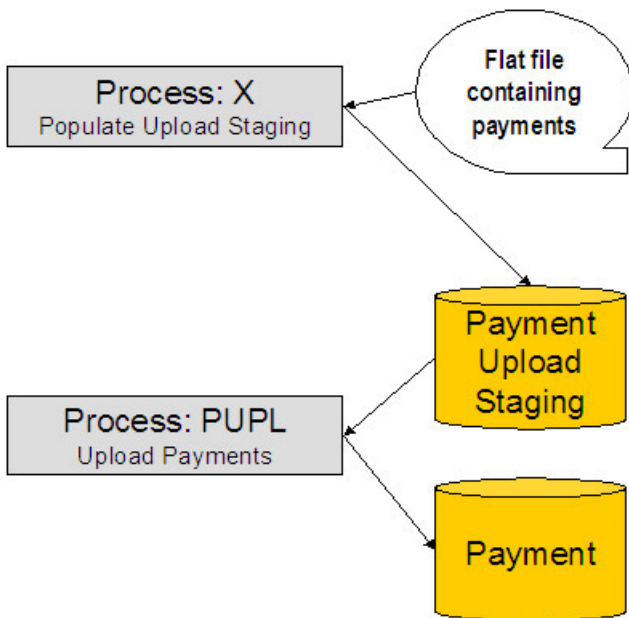 Process: X
Populate Upload Staging
Flat file
containing
payments
Payment
Upload
Staging
Process: PUPL
Upload Payments
Payment